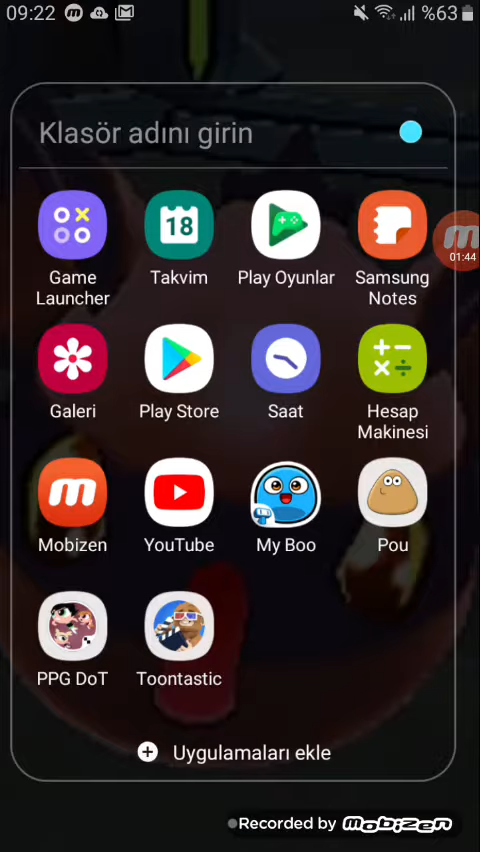 09:22
%63
Klasör adını girin
18
01:44
Game
Launcher
Takvim
Play Oyunlar
Samsung
Notes
Galeri
Play Store
Saat
Hesap
Makinesi
Mobizen
YouTube
My Boo
Pou
PPG DoT
Toontastic
Uygulamaları ekle
Recorded by Mobizen